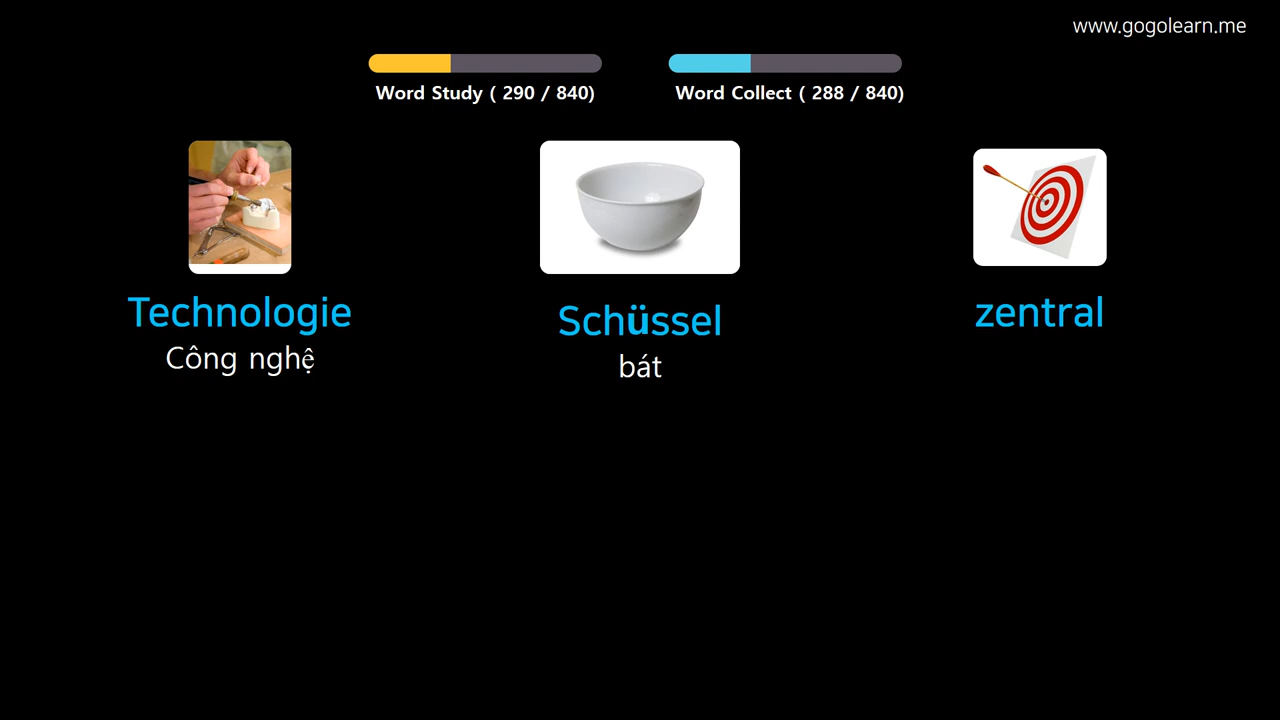 www.gogolearn.me
Word Study ( 290 / 840)
Word Collect ( 288 / 840)
Technologie
Công nghệ
Schüssel
bát
zentral